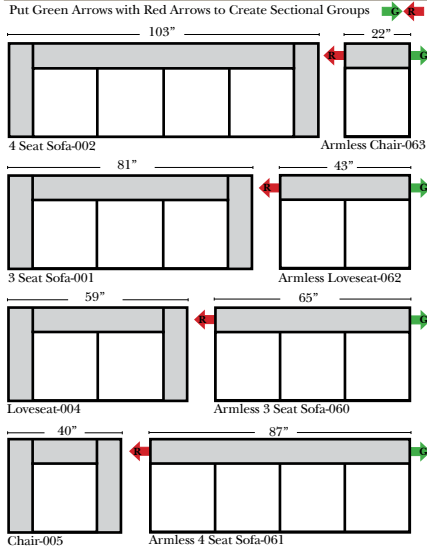 Put Green Arrows with Red Arrows to Create Sectional Groups G R
103” 22”
R G
4 Seat Sofa-002 Armless Chair-063
81” 43”
R G
3 Seat Sofa-001 Armless Loveseat-062
59” 65”
R G
Loveseat-004 Armless 3 Seat Sofa-060
40” 87”
R G
Chair-005 Armless 4 Seat Sofa-061